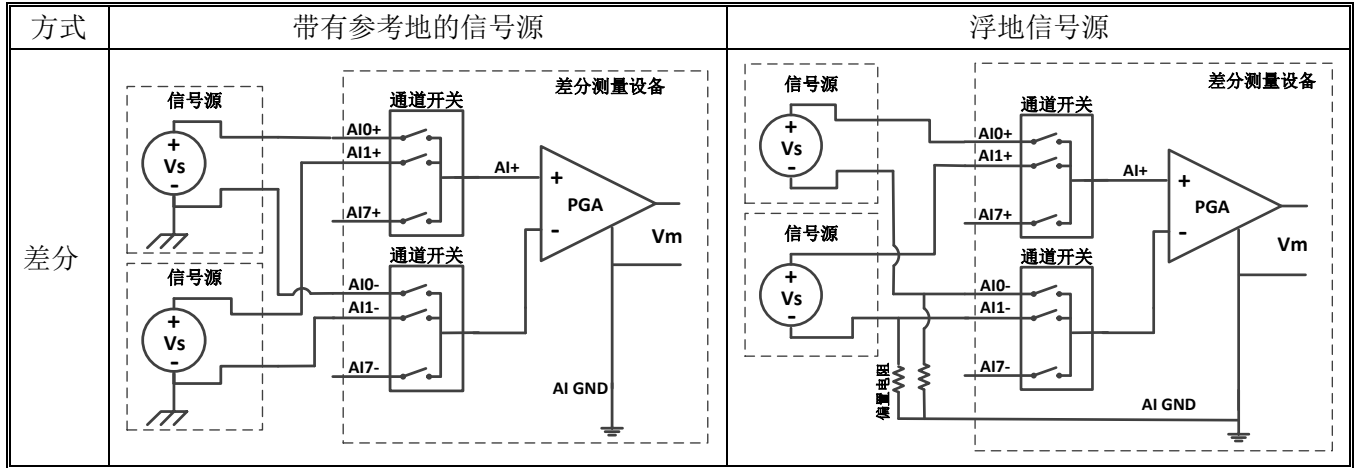 方式
带有参考地的信号源
浮地信号源
差分
差分测量设备
信号源
通道开关
+
Vs
-
AI0+
AI1+
AI7+
AI+
+
PGA
-
Vm
信号源
+
Vs
-
通道开关
AI0-
AI1-
AI7-
AI GND
差分测量设备
信号源
通道开关
+
Vs
-
AI0+
AI1+
AI7+
AI+
+
PGA
-
Vm
信号源
+
Vs
-
通道开关
AI0-
AI1-
AI7-
偏置电阻
AI GND